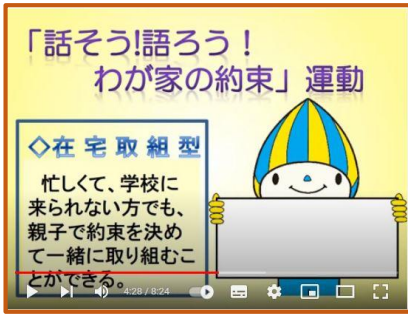 「話そう!語ろう!
わが家の約束」運動
◇在宅取組型
忙しくて、学校に
来られない方でも、
親子で約束を決め
て一緒に取り組むこ
とができる。
4:28 / 8:24